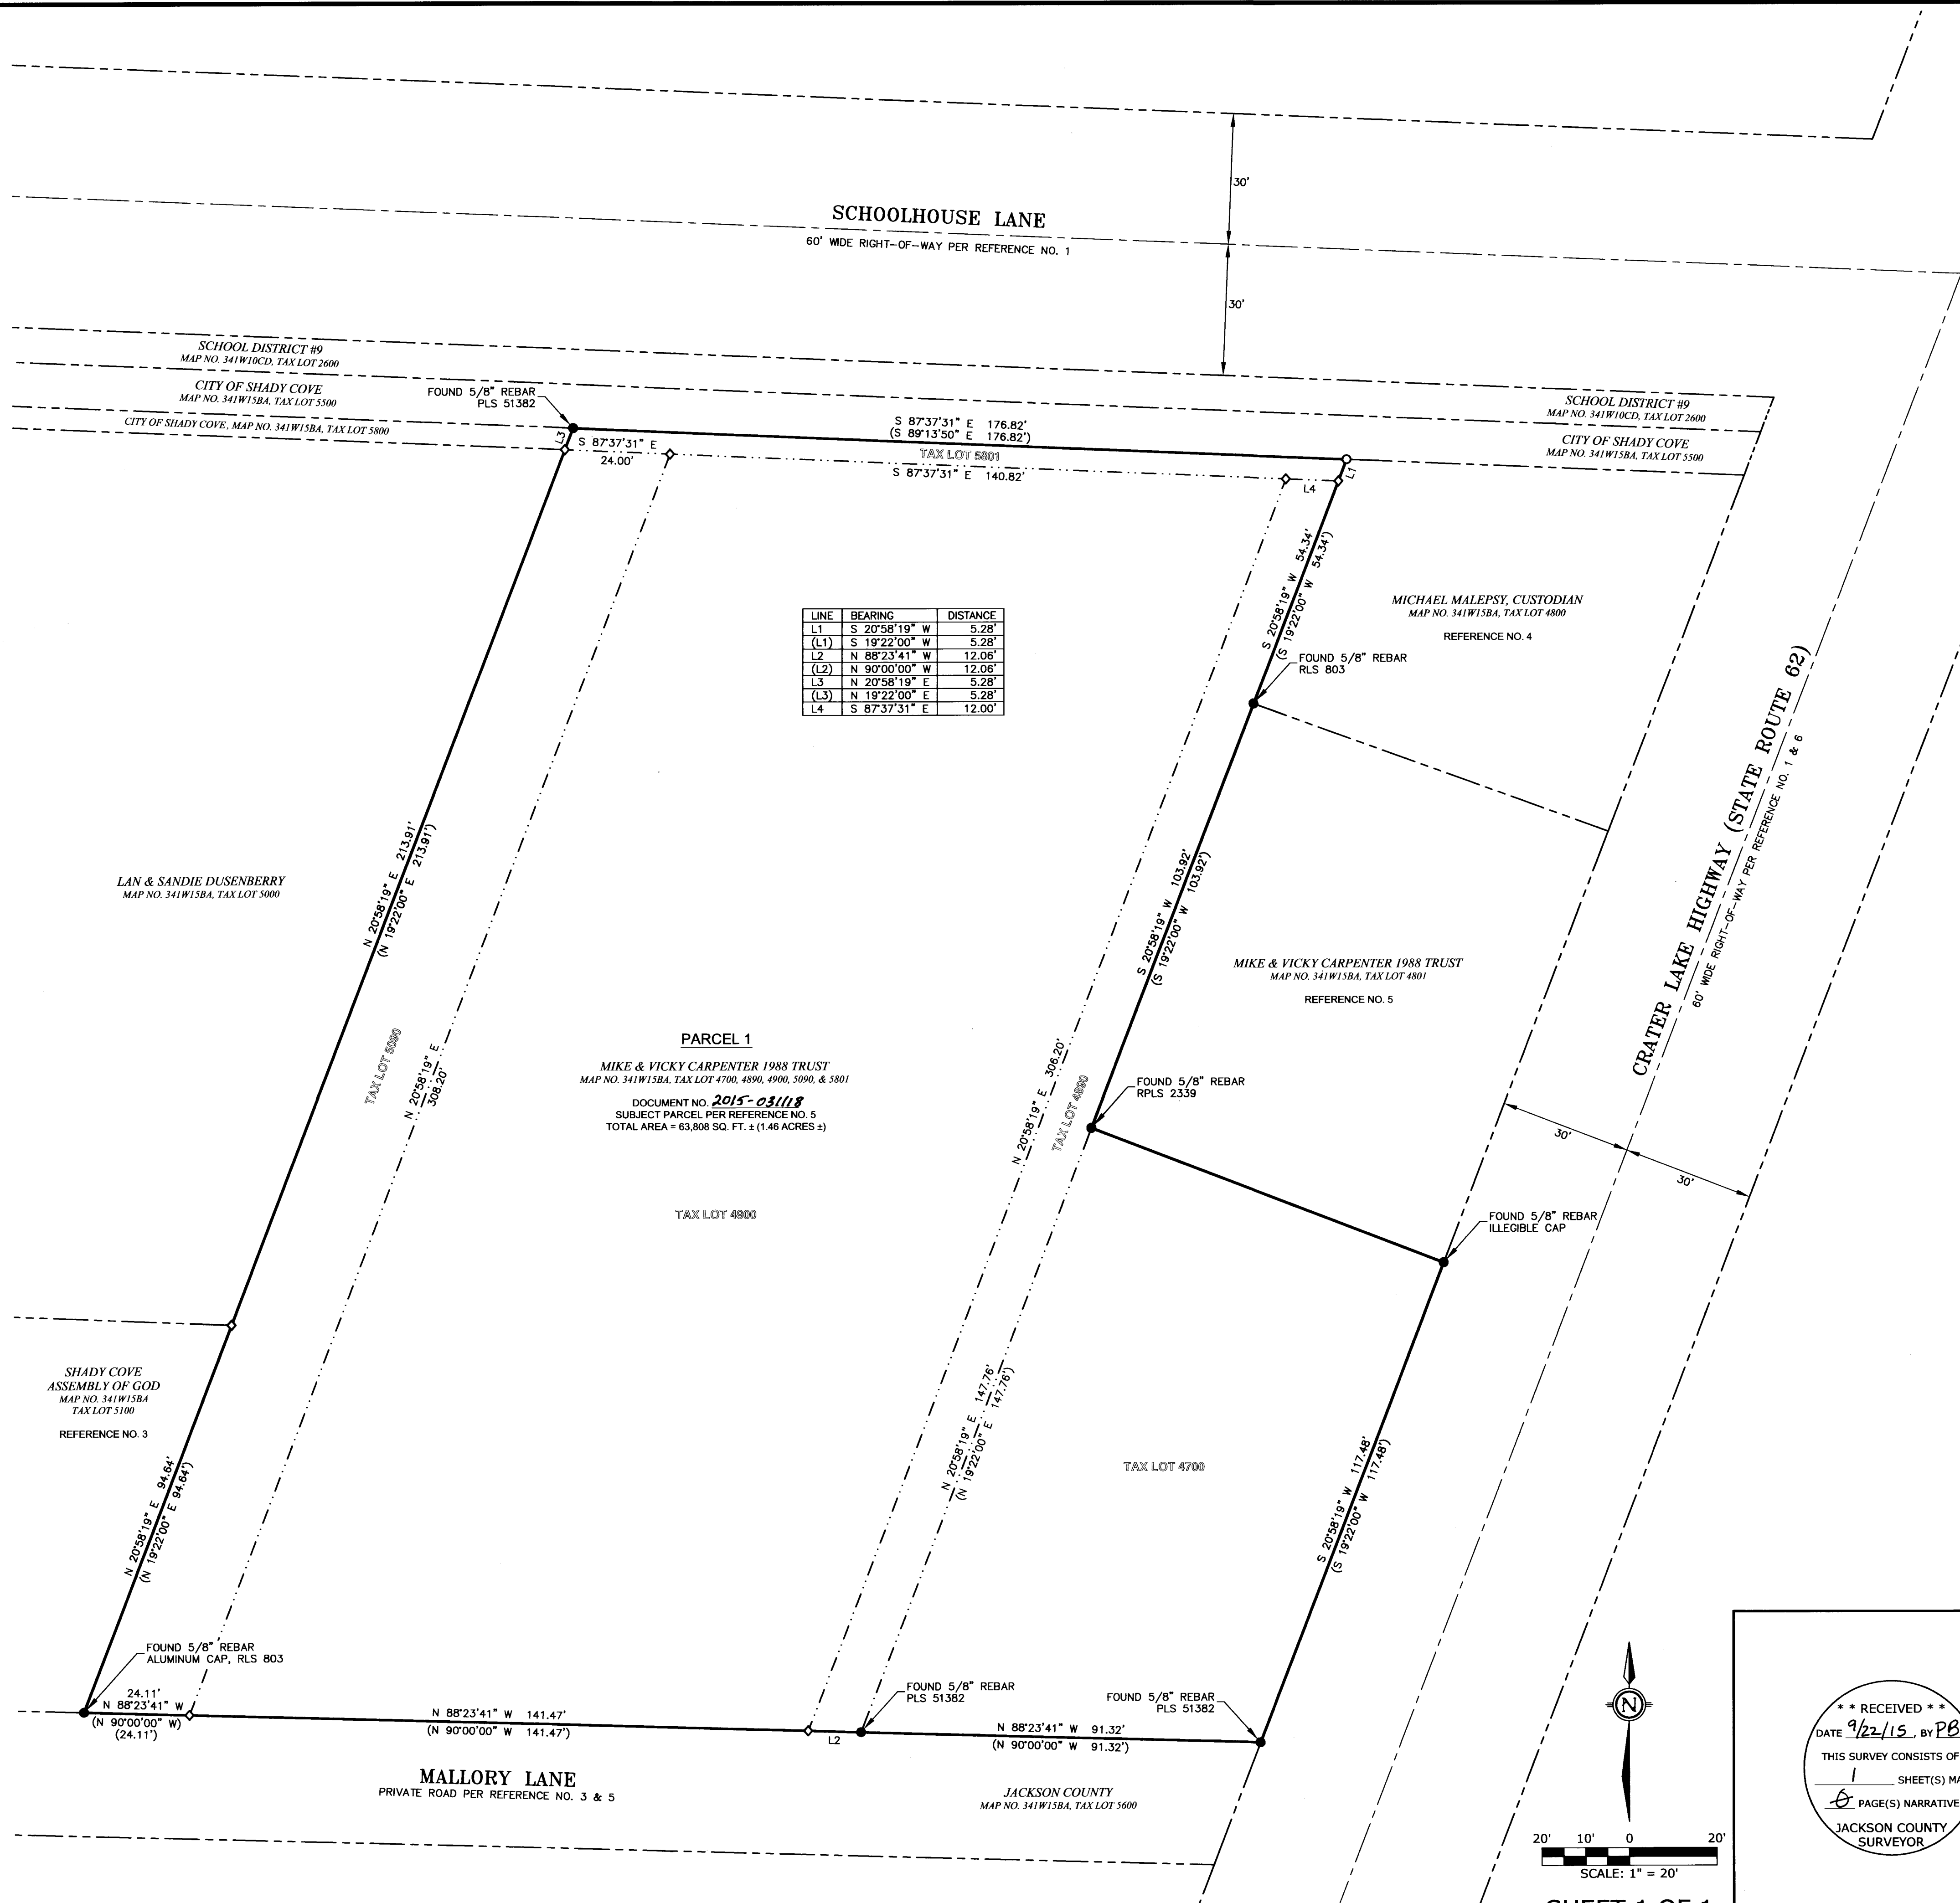 30'
SCHOOLHOUSE LANE
60' WIDE RIGHT-OF-WAY PER REFERENCE NO. 1
30'
SCHOOL DISTRICT #9
MAP NO. 341W10CD, TAX LOT 2600
CITY OF SHADY COVE
MAP NO. 341W15BA, TAX LOT 5500
CITY OF SHADY COVE, MAP NO. 341W15BA, TAX LOT 5800
FOUND 5/8" REBAR
PLS 51382
S 87°37'31" E 176.82'
(S 89°13'50" E 176.82')
SCHOOL DISTRICT #9
MAP NO. 341W10CD, TAX LOT 2600
CITY OF SHADY COVE
MAP NO. 341W15BA, TAX LOT 5500
L3
S 87°37'31" E
24.00'
TAX LOT 5801
S 87°37'31" E 140.82'
L4
L1
S 20°58'19" W 54.34'
(S 19°22'00" W 54.34')
LINE BEARING DISTANCE
L1 S 20°58'19" W 5.28'
(L1) S 19°22'00" W 5.28'
L2 N 88°23'41" W 12.06'
(L2) N 90°00'00" W 12.06'
L3 N 20°58'19" E 5.28'
(L3) N 19°22'00" E 5.28'
L4 S 87°37'31" E 12.00'
MICHAEL MALEPSY, CUSTODIAN
MAP NO. 341W15BA, TAX LOT 4800
REFERENCE NO. 4
FOUND 5/8" REBAR
RLS 803
CRATER LAKE HIGHWAY (STATE ROUTE 62)
60' WIDE RIGHT-OF-WAY PER REFERENCE NO. 1 & 6
LAN & SANDIE DUSENBERRY
MAP NO. 341W15BA, TAX LOT 5000
N 20°58'19" E 213.91'
(N 19°22'00" E 213.91')
S 20°58'19" W 103.92'
(S 19°22'00" W 103.92')
MIKE & VICKY CARPENTER 1988 TRUST
MAP NO. 341W15BA, TAX LOT 4801
REFERENCE NO. 5
TAX LOT 5090
N 20°58'19" E
308.20'
PARCEL 1
MIKE & VICKY CARPENTER 1988 TRUST
MAP NO. 341W15BA, TAX LOT 4700, 4890, 4900, 5090, & 5801
DOCUMENT NO. 2015-031118
SUBJECT PARCEL PER REFERENCE NO. 5
TOTAL AREA = 63,808 SQ. FT. ± (1.46 ACRES ±)
N 20°58'19" E 306.20'
TAX LOT 4890
FOUND 5/8" REBAR
RPLS 2339
30'
30'
TAX LOT 4900
FOUND 5/8" REBAR
ILLEGIBLE CAP
SHADY COVE
ASSEMBLY OF GOD
MAP NO. 341W15BA
TAX LOT 5100
REFERENCE NO. 3
N 20°58'19" E 94.64'
(N 19°22'00" E 94.64')
N 20°58'19" E 147.76'
(N 19°22'00" E 147.76')
TAX LOT 4700
S 20°58'19" W 117.48'
(S 19°22'00" W 117.48')
FOUND 5/8" REBAR
ALUMINUM CAP, RLS 803
24.11'
N 88°23'41" W
(N 90°00'00" W)
(24.11')
N 88°23'41" W 141.47'
(N 90°00'00" W 141.47')
L2
FOUND 5/8" REBAR
PLS 51382
FOUND 5/8" REBAR
PLS 51382
N 88°23'41" W 91.32'
(N 90°00'00" W 91.32')
MALLORY LANE
PRIVATE ROAD PER REFERENCE NO. 3 & 5
JACKSON COUNTY
MAP NO. 341W15BA, TAX LOT 5600
N
20' 10' 0 20'
SCALE: 1" = 20'
SHEET 1 OF 1
* * RECEIVED * *
DATE 9/22/15, BY PB
THIS SURVEY CONSISTS OF
1 SHEET(S)
0 PAGE(S) NARRATIVE
JACKSON COUNTY
SURVEYOR